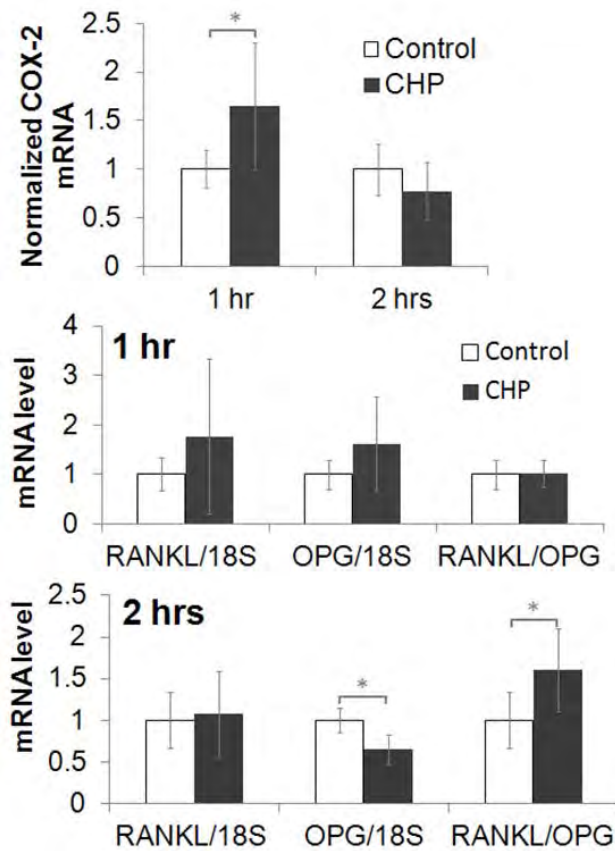 Normalized COX-2
mRNA
2.5
2
1.5
1
0.5
0
*
Control
CHP
1 hr
2 hrs
mRNA level
4
3
2
1
0
1 hr
Control
CHP
RANKL/18S
OPG/18S
RANKL/OPG
mRNA level
2.5
2
1.5
1
0.5
0
2 hrs
*
*
RANKL/18S
OPG/18S
RANKL/OPG